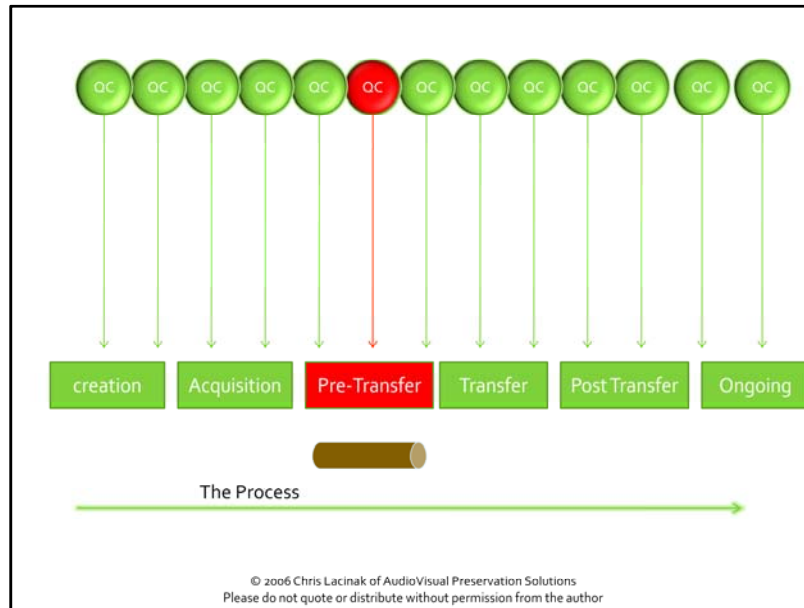 QC QC QC QC QC QC QC QC QC QC QC QC QC
creation Acquisition Pre-Transfer Transfer Post Transfer Ongoing
The Process
© 2006 Chris Lacinak of AudioVisual Preservation Solutions
Please do not quote or distribute without permission from the author